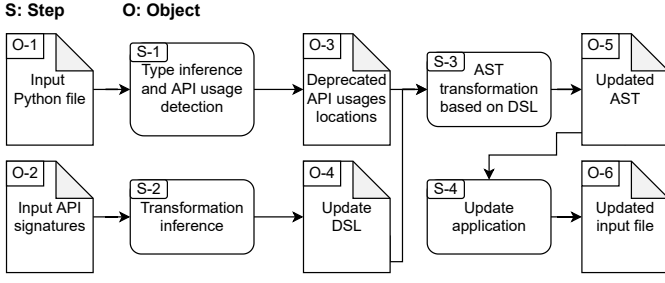 S: Step O: Object
O-1
Input
Python file
S-1
Type inference
and API usage
detection
O-3
Deprecated
API usages
locations
S-3
AST
transformation
based on DSL
O-5
Updated
AST
O-2
Input API
signatures
S-2
Transformation
inference
O-4
Update
DSL
S-4
Update
application
O-6
Updated
input file